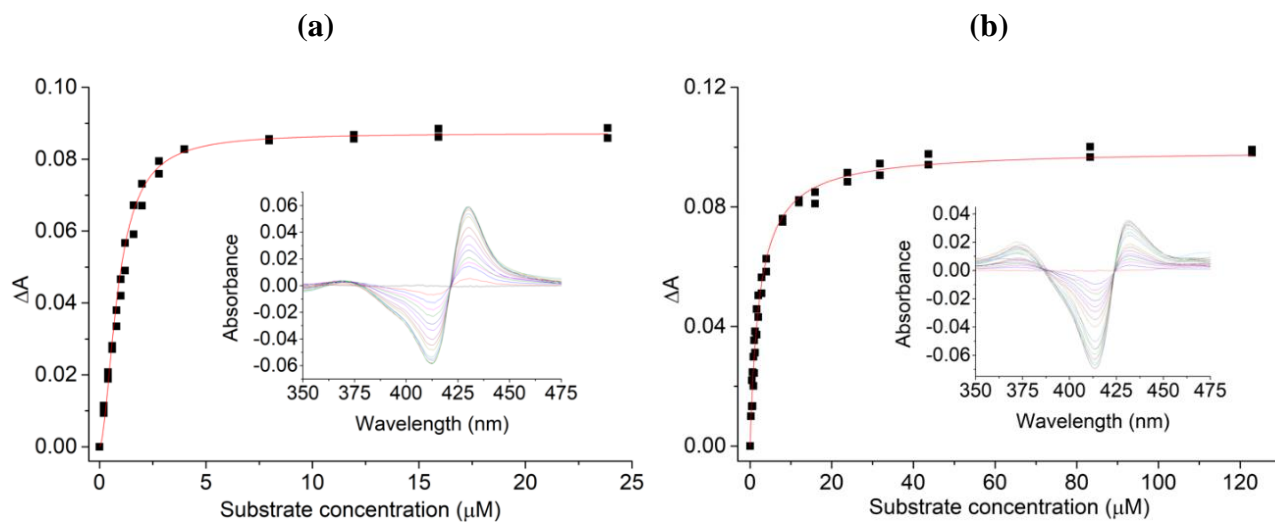 (a)
0.10
0.08
0.06
0.04
0.02
0.00
ΔA
0 5 10 15 20 25
Substrate concentration (μM)
0.06
0.04
0.02
0.00
-0.02
-0.04
-0.06
Absorbance
350 375 400 425 450 475
Wavelength (nm)
(b)
0.12
0.08
0.04
0.00
ΔA
0 20 40 60 80 100 120
Substrate concentration (μM)
0.04
0.02
0.00
-0.02
-0.04
-0.06
Absorbance
350 375 400 425 450 475
Wavelength (nm)